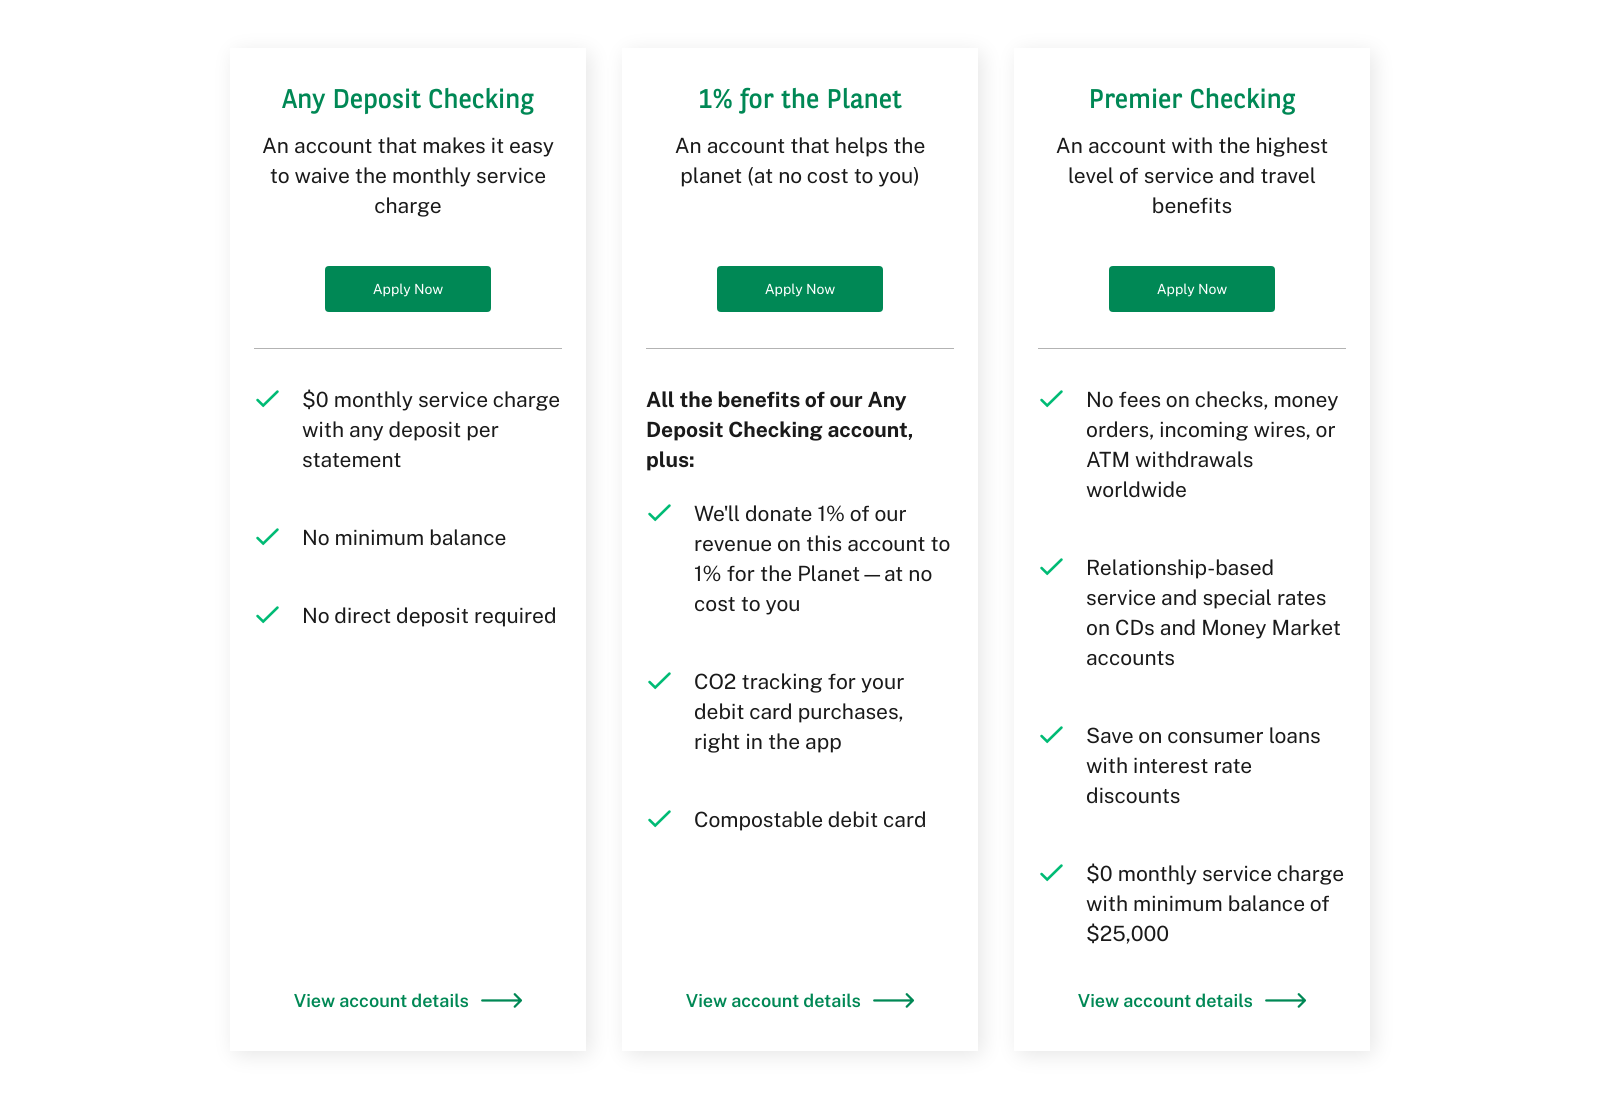 Any Deposit Checking
An account that makes it easy
to waive the monthly service
charge
Apply Now
$0 monthly service charge
with any deposit per
statement
No minimum balance
No direct deposit required
View account details
1% for the Planet
An account that helps the
planet (at no cost to you)
Apply Now
All the benefits of our Any
Deposit Checking account,
plus:
We'll donate 1% of our
revenue on this account to
1% for the Planet—at no
cost to you
CO2 tracking for your
debit card purchases,
right in the app
Compostable debit card
View account details
Premier Checking
An account with the highest
level of service and travel
benefits
Apply Now
No fees on checks, money
orders, incoming wires, or
ATM withdrawals
worldwide
Relationship-based
service and special rates
on CDs and Money Market
accounts
Save on consumer loans
with interest rate
discounts
$0 monthly service charge
with minimum balance of
$25,000
View account details